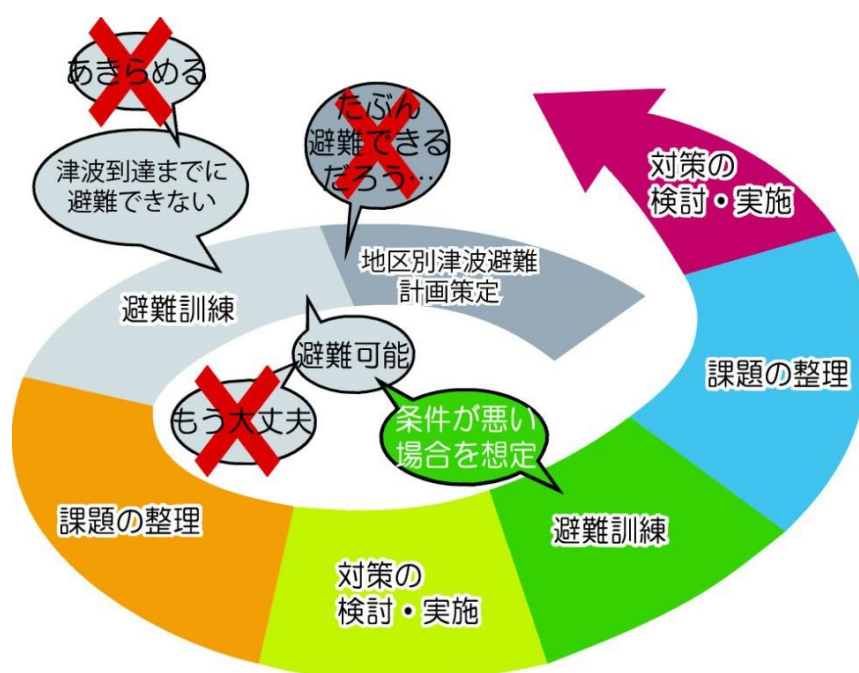 あきらめる
津波到達までに
避難できない
たぶん
避難できる
だろう…
地区別津波避難
計画策定
避難訓練
避難可能
もう大丈夫
条件が悪い
場合を想定
課題の整理
対策の
検討・実施
避難訓練
課題の整理
対策の
検討・実施